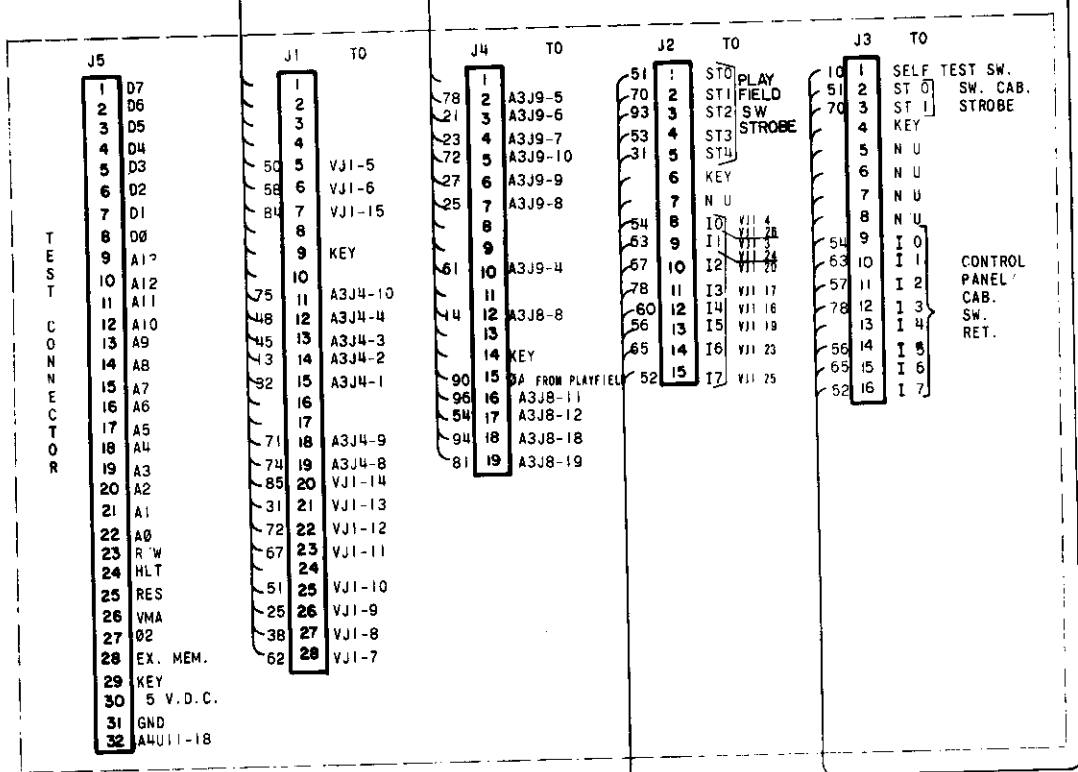 J5
TEST CONNECTOR
1 D7
2 D6
3 D5
4 D4
5 D3
6 D2
7 D1
8 DØ
9
10 A12
11 A11
12 A10
13 A9
14 A8
15 A7
16 A6
17 A5
18 A4
19 A3
20 A2
21 A1
22 AØ
23 R W
24 HLT
25 RES
26 VMA
27 Ø2
28 EX. MEM.
29 KEY
30 5 V.D.C.
31 GND
32 A4U11-18
J1 TO
1
2
3
4
50 5 VJ1-5
58 6 VJ1-6
84 7 VJ1-15
8
9 KEY
10
75 11 A3J4-10
48 12 A3J4-4
45 13 A3J4-3
43 14 A3J4-2
15 A3J4-1
16
17
71 18 A3J4-9
74 19 A3J4-8
85 20 VJ1-14
31 21 VJ1-13
72 22 VJ1-12
67 23 VJ1-11
24
51 25 VJ1-10
25 26 VJ1-9
38 27 VJ1-8
62 28 VJ1-7
J4 TO
1
78 2 A3J9-5
21 3 A3J9-6
23 4 A3J9-7
72 5 A3J9-10
27 6 A3J9-9
25 7 A3J9-8
8
9
61 10 A3J9-4
11
14 12 A3J8-8
13
14 KEY
90 15 ØA FROM PLAYFIEL
96 16 A3J8-11
54 17 A3J8-12
94 18 A3J8-18
81 19 A3J8-19
J2 TO
51 1 ST0
70 2 ST1
93 3 ST2
53 4 ST3
31 5 ST4
PLAY
FIELD
SW
STROBE
6 KEY
7 N U
54 8 I0 VJ1 4
63 9 I1 VJ1 3
57 10 I2 VJ1 20
78 11 I3 VJ1 17
60 12 I4 VJ1 16
56 13 I5 VJ1 19
65 14 I6 VJ1 23
52 15 I7 VJ1 25
J3 TO
10 1 SELF TEST SW.
51 2 ST 0 SW. CAB.
70 3 ST 1 STROBE
4 KEY
5 N U
6 N U
7 N U
8 N U
54 9 I 0
63 10 I 1
57 11 I 2
78 12 I 3
13 I 4
56 14 I 5
65 15 I 6
52 16 I 7
CONTROL
PANEL
CAB.
SW.
RET.